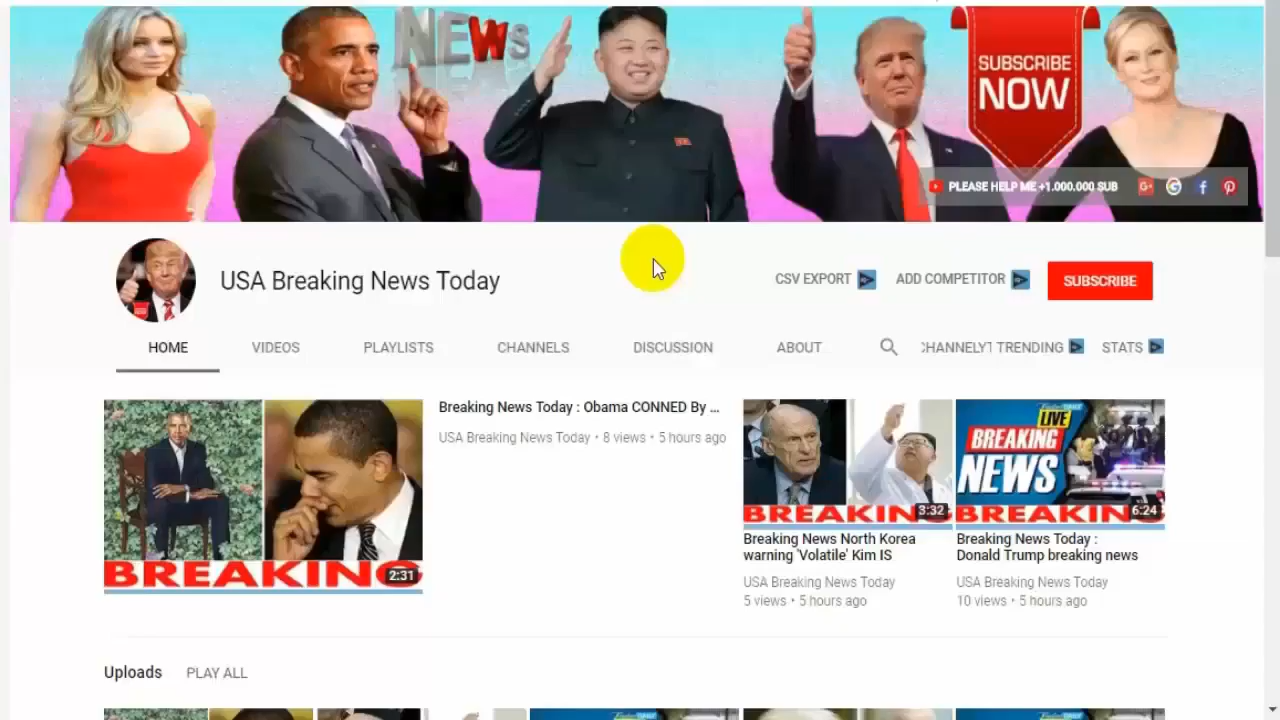 NEWS
SUBSCRIBE
NOW
PLEASE HELP ME +1.000.000 SUB
USA Breaking News Today
CSV EXPORT
ADD COMPETITOR
SUBSCRIBE
HOME
VIDEOS
PLAYLISTS
CHANNELS
DISCUSSION
ABOUT
CHANNELYT TRENDING
STATS
BREAKING
2:31
Breaking News Today : Obama CONNED By ...
USA Breaking News Today • 8 views • 5 hours ago
BREAKIN
3:32
Breaking News North Korea
warning 'Volatile' Kim IS
USA Breaking News Today
5 views • 5 hours ago
LIVE
BREAKING
NEWS
BREAKIN
6:24
Breaking News Today :
Donald Trump breaking news
USA Breaking News Today
10 views • 5 hours ago
Uploads
PLAY ALL